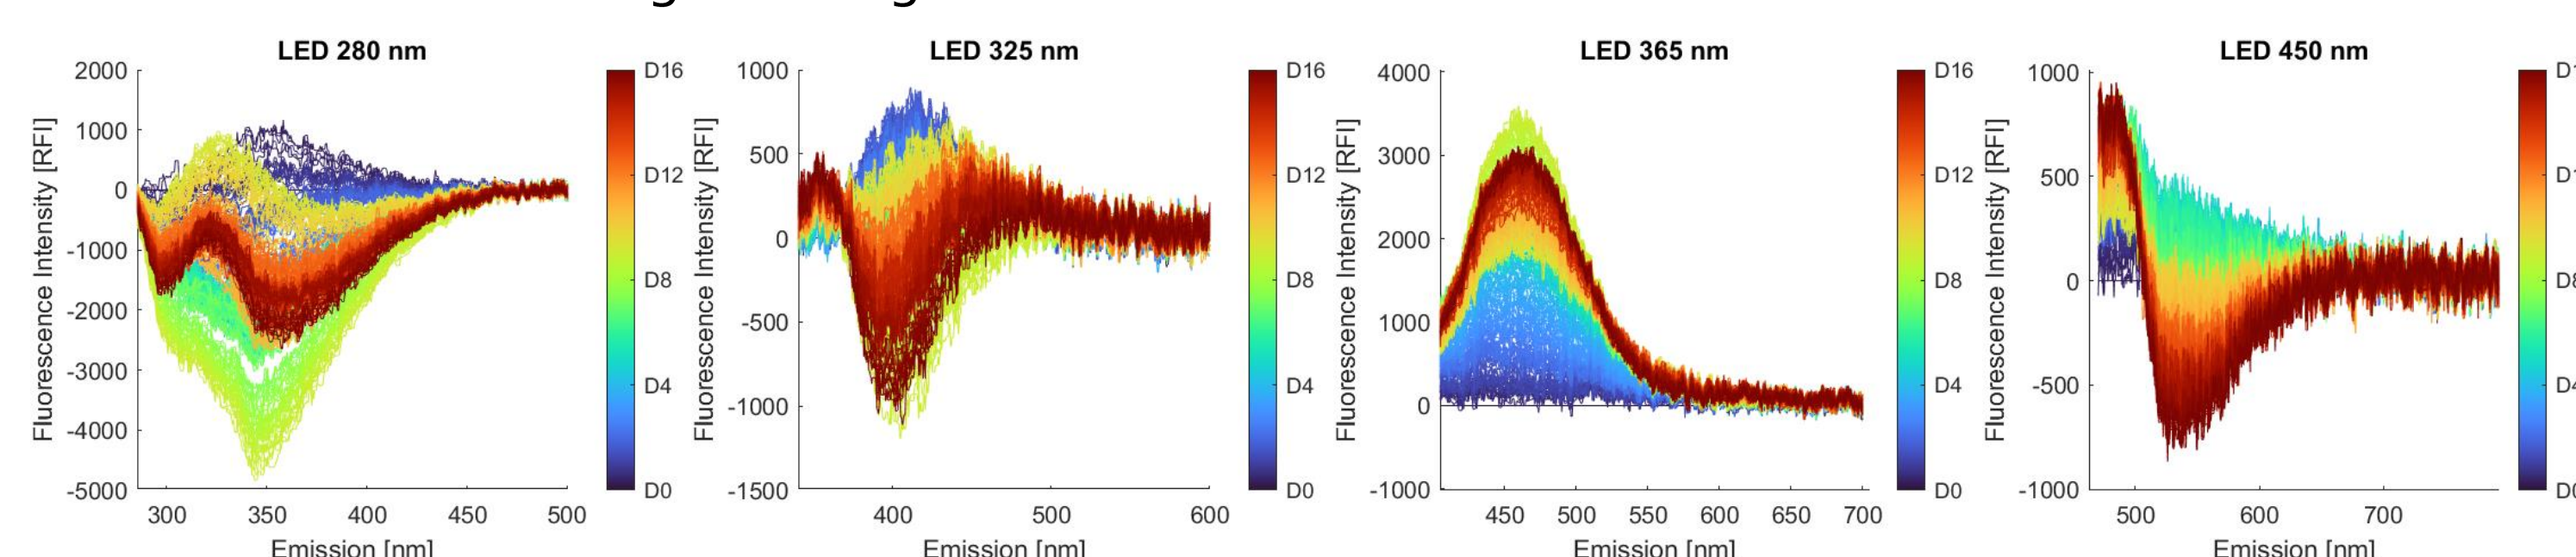 LED 280 nm
2000
1000
0
-1000
-2000
-3000
-4000
-5000
300 350 400 450 500
Fluorescence Intensity [RFI]
Emission [nm]
D16
D12
D8
D4
D0
LED 325 nm
1000
500
0
-500
-1000
-1500
400 500 600
Fluorescence Intensity [RFI]
Emission [nm]
D16
D12
D8
D4
D0
LED 365 nm
4000
3000
2000
1000
0
-1000
450 500 550 600 650 700
Fluorescence Intensity [RFI]
Emission [nm]
D16
D12
D8
D4
D0
LED 450 nm
1000
500
0
-500
-1000
500 600 700
Fluorescence Intensity [RFI]
Emission [nm]